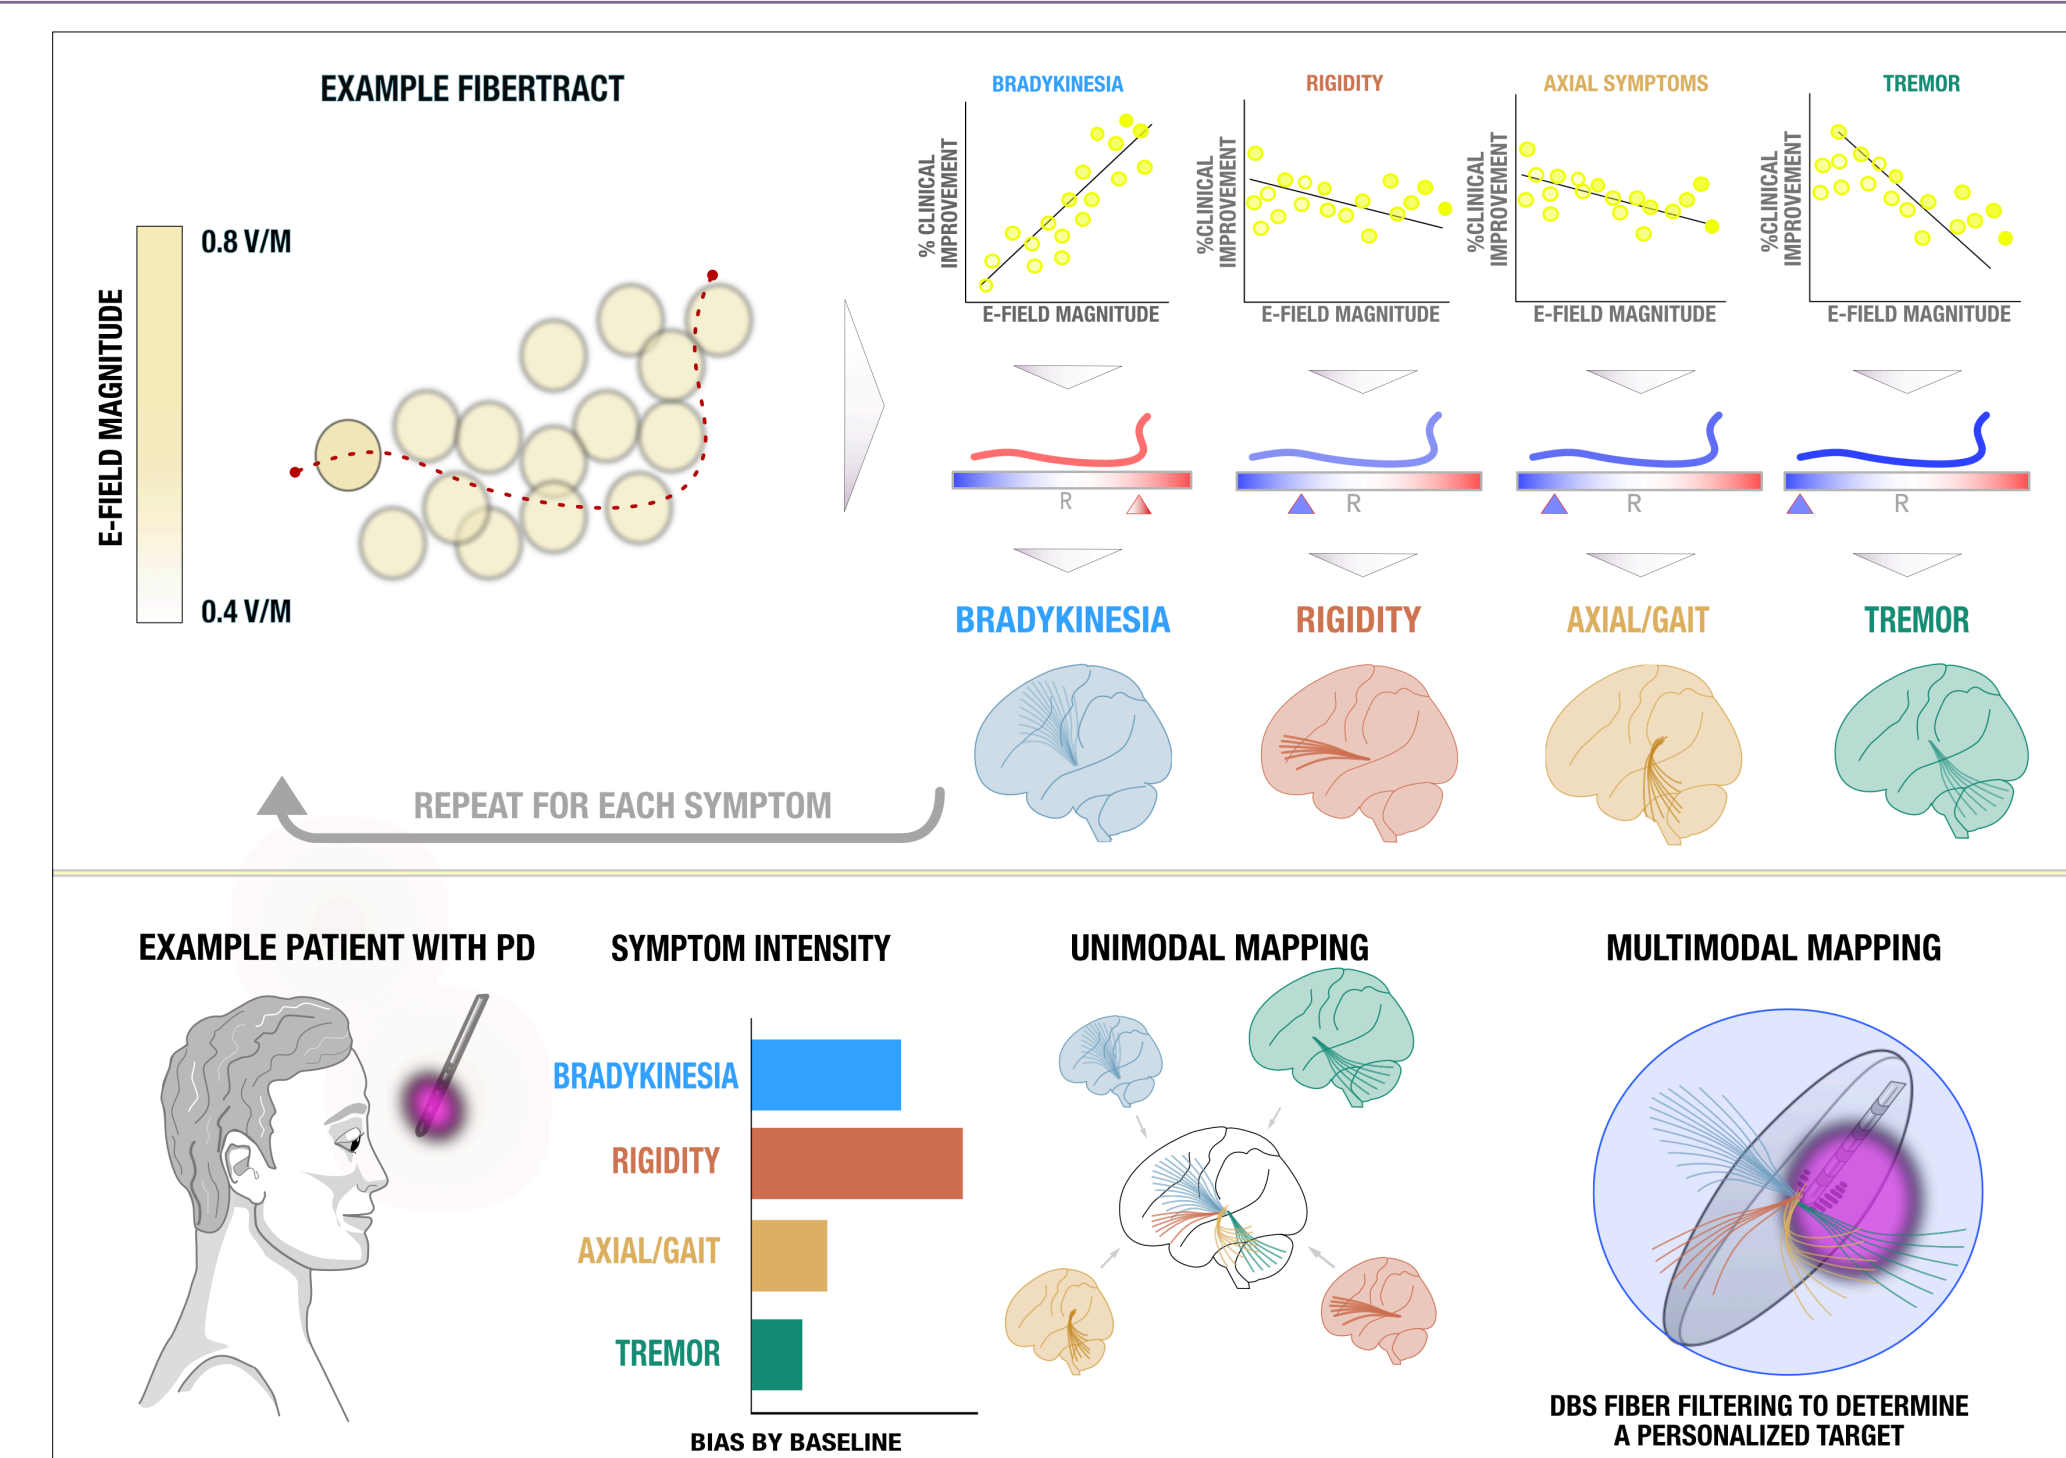 EXAMPLE FIBERTRACT
0.8 V/M
E-FIELD MAGNITUDE
0.4 V/M
BRADYKINESIA
% CLINICAL
IMPROVEMENT
E-FIELD MAGNITUDE
RIGIDITY
%CLINICAL
IMPROVEMENT
E-FIELD MAGNITUDE
AXIAL SYMPTOMS
%CLINICAL
IMPROVEMENT
E-FIELD MAGNITUDE
TREMOR
%CLINICAL
IMPROVEMENT
E-FIELD MAGNITUDE
R
R
R
R
BRADYKINESIA
RIGIDITY
AXIAL/GAIT
TREMOR
REPEAT FOR EACH SYMPTOM
EXAMPLE PATIENT WITH PD
SYMPTOM INTENSITY
BRADYKINESIA
RIGIDITY
AXIAL/GAIT
TREMOR
BIAS BY BASELINE
UNIMODAL MAPPING
MULTIMODAL MAPPING
DBS FIBER FILTERING TO DETERMINE
A PERSONALIZED TARGET